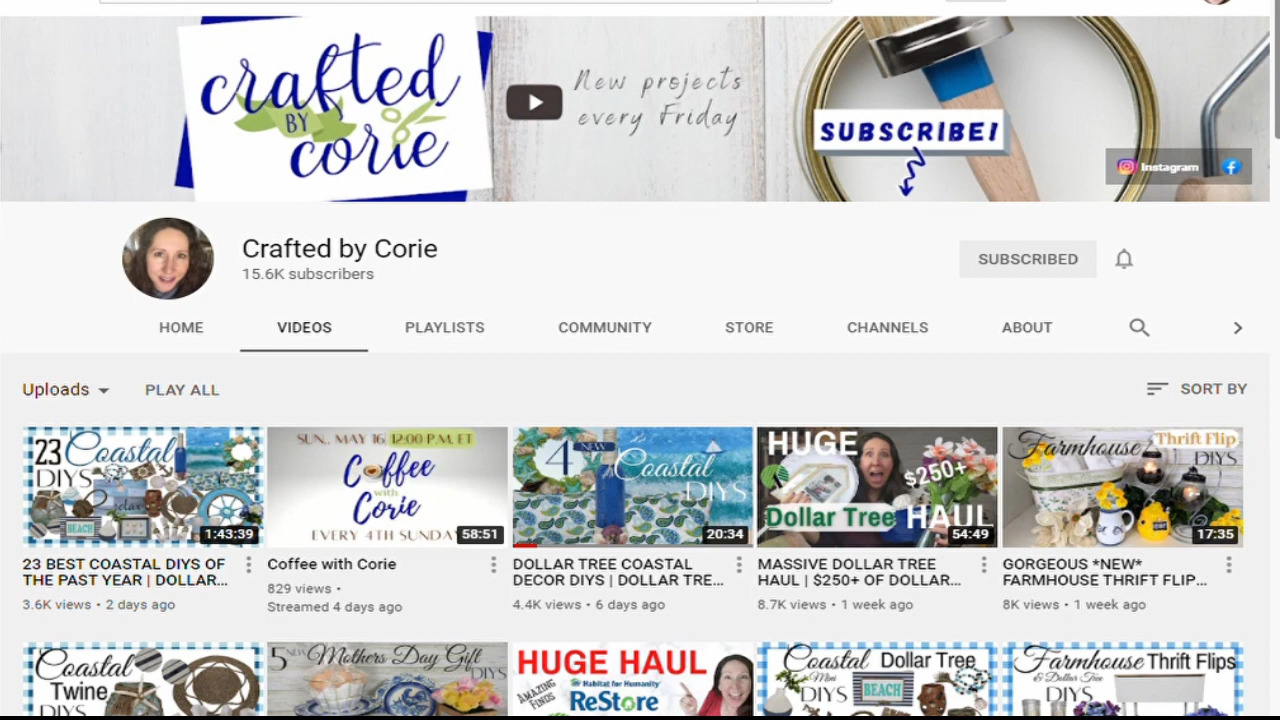 crafted
BY
corie
New projects
every Friday
SUBSCRIBE!
Instagram
Crafted by Corie
15.6K subscribers
SUBSCRIBED
HOME VIDEOS PLAYLISTS COMMUNITY STORE CHANNELS ABOUT
Uploads PLAY ALL SORT BY
23 Coastal
DIYS
relax
BEACH
1:43:39
SUN., MAY 16, 12:00 P.M. ET
Coffee
with
Corie
EVERY 4TH SUNDAY
58:51
4 NEW
Coastal
DIYS
20:34
HUGE
$250+
Dollar Tree HAUL
54:49
Farmhouse Thrift Flip
DIYS
17:35
23 BEST COASTAL DIYS OF
THE PAST YEAR | DOLLAR...
3.6K views • 2 days ago
Coffee with Corie
829 views •
Streamed 4 days ago
DOLLAR TREE COASTAL
DECOR DIYS | DOLLAR TRE...
4.4K views • 6 days ago
MASSIVE DOLLAR TREE
HAUL | $250+ OF DOLLAR...
8.7K views • 1 week ago
GORGEOUS *NEW*
FARMHOUSE THRIFT FLIP...
8K views • 1 week ago
Coastal
Twine
DIYS
5 NEW Mothers Day Gift
DIYS
HUGE HAUL
AMAZING
FINDS
Habitat for Humanity
ReStore
Coastal Dollar Tree
Mini
DIYS
BEACH
Farmhouse Thrift Flips
& Dollar Tree
DIYS